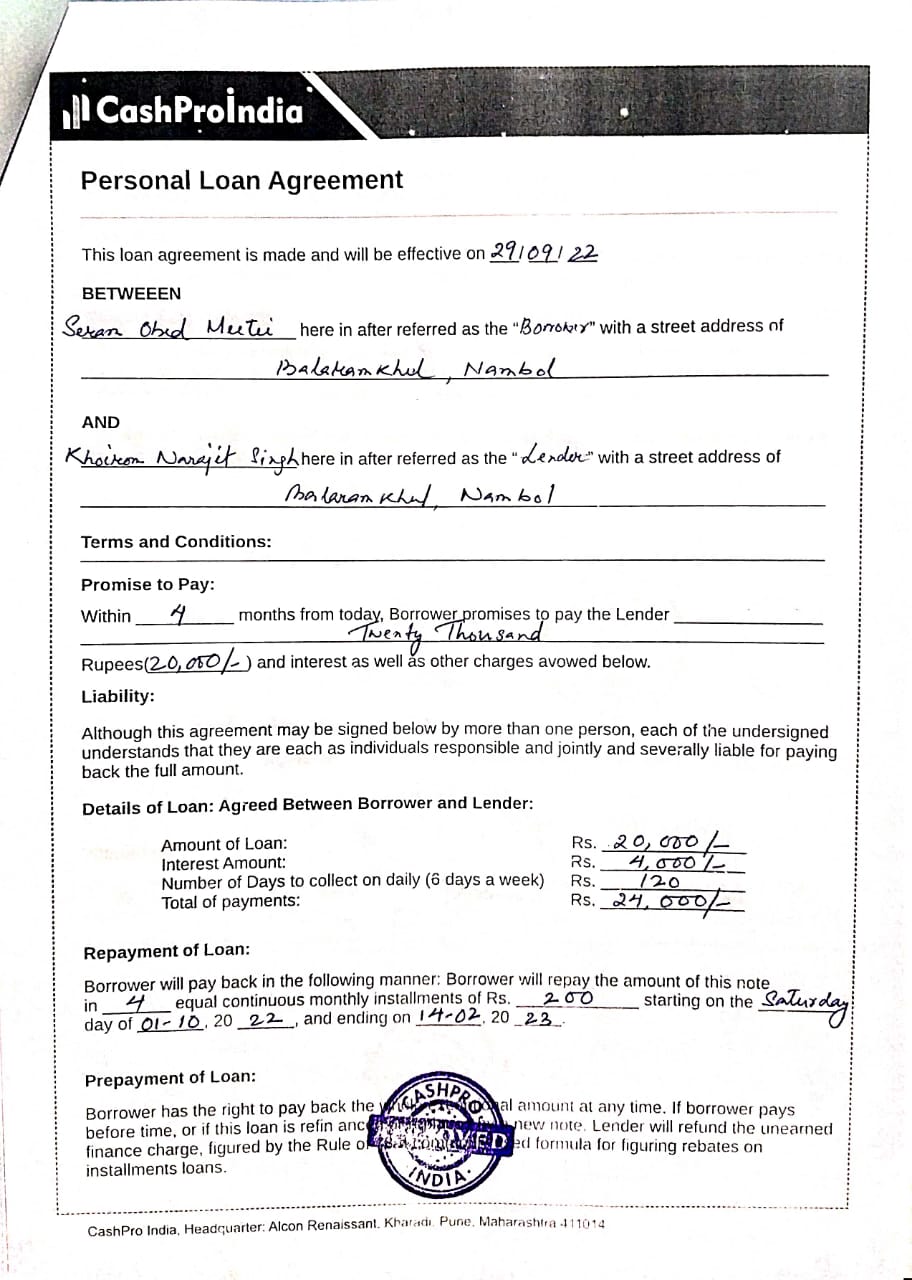 CashProIndia
Personal Loan Agreement
This loan agreement is made and will be effective on 29/09/22
BETWEEEN
Seran Obed Meetei here in after referred as the "Borrower" with a street address of
Balaramkhul, Nambol
AND
Khoirom Narajit Singh here in after referred as the "Lender" with a street address of
Balaramkhul, Nambol
Terms and Conditions:
Promise to Pay:
Within 4 months from today, Borrower promises to pay the Lender
Twenty Thousand
Rupees(20,000/-) and interest as well as other charges avowed below.
Liability:
Although this agreement may be signed below by more than one person, each of the undersigned
understands that they are each as individuals responsible and jointly and severally liable for paying
back the full amount.
Details of Loan: Agreed Between Borrower and Lender:
Amount of Loan: Rs. 20,000/-
Interest Amount: Rs. 4,000/-
Number of Days to collect on daily (6 days a week) Rs. 120
Total of payments: Rs. 24,000/-
Repayment of Loan:
Borrower will pay back in the following manner: Borrower will repay the amount of this note
in 4 equal continuous monthly installments of Rs. 200 starting on the Saturday
day of 01-10, 20 22, and ending on 14-02, 20 23.
Prepayment of Loan:
Borrower has the right to pay back the amount at any time. If borrower pays
before time, or if this loan is refin new note. Lender will refund the unearned
finance charge, figured by the Rule of formula for figuring rebates on
installments loans.
CASHPRO
INDIA
CashPro India, Headquarter: Alcon Renaissant, Kharadi, Pune, Maharashtra 411014